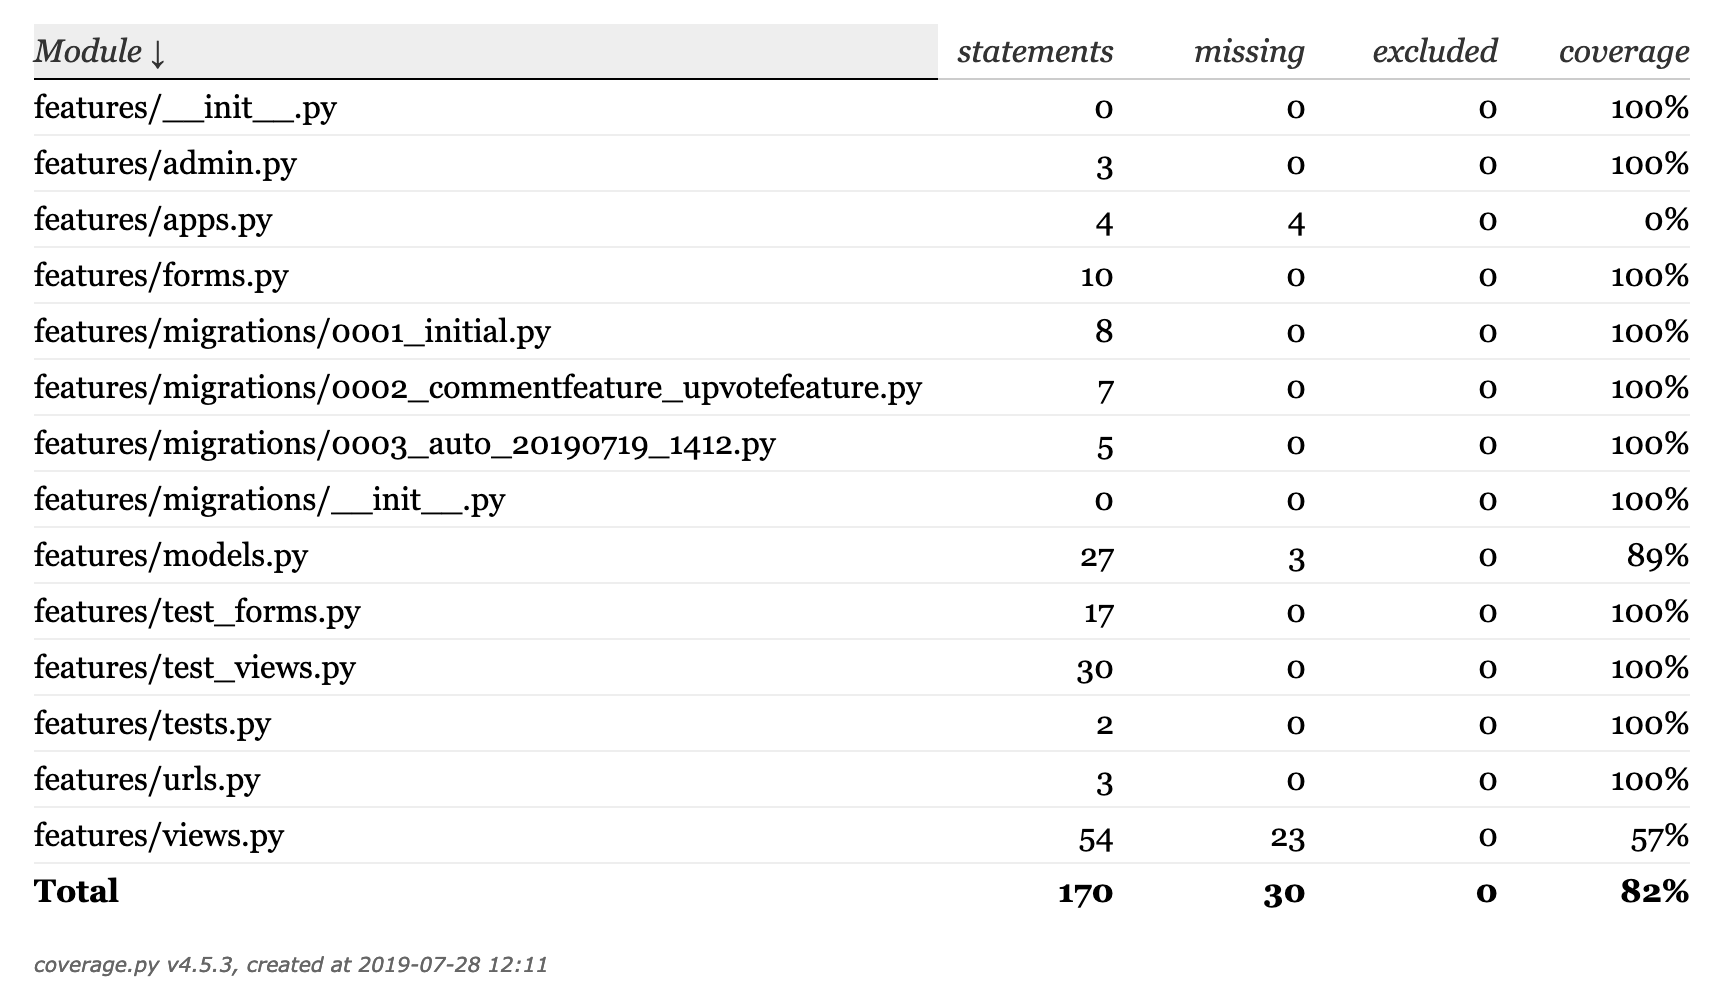 Module ↓ statements missing excluded coverage
features/__init__.py 0 0 0 100%
features/admin.py 3 0 0 100%
features/apps.py 4 4 0 0%
features/forms.py 10 0 0 100%
features/migrations/0001_initial.py 8 0 0 100%
features/migrations/0002_commentfeature_upvotefeature.py 7 0 0 100%
features/migrations/0003_auto_20190719_1412.py 5 0 0 100%
features/migrations/__init__.py 0 0 0 100%
features/models.py 27 3 0 89%
features/test_forms.py 17 0 0 100%
features/test_views.py 30 0 0 100%
features/tests.py 2 0 0 100%
features/urls.py 3 0 0 100%
features/views.py 54 23 0 57%
Total 170 30 0 82%
coverage.py v4.5.3, created at 2019-07-28 12:11